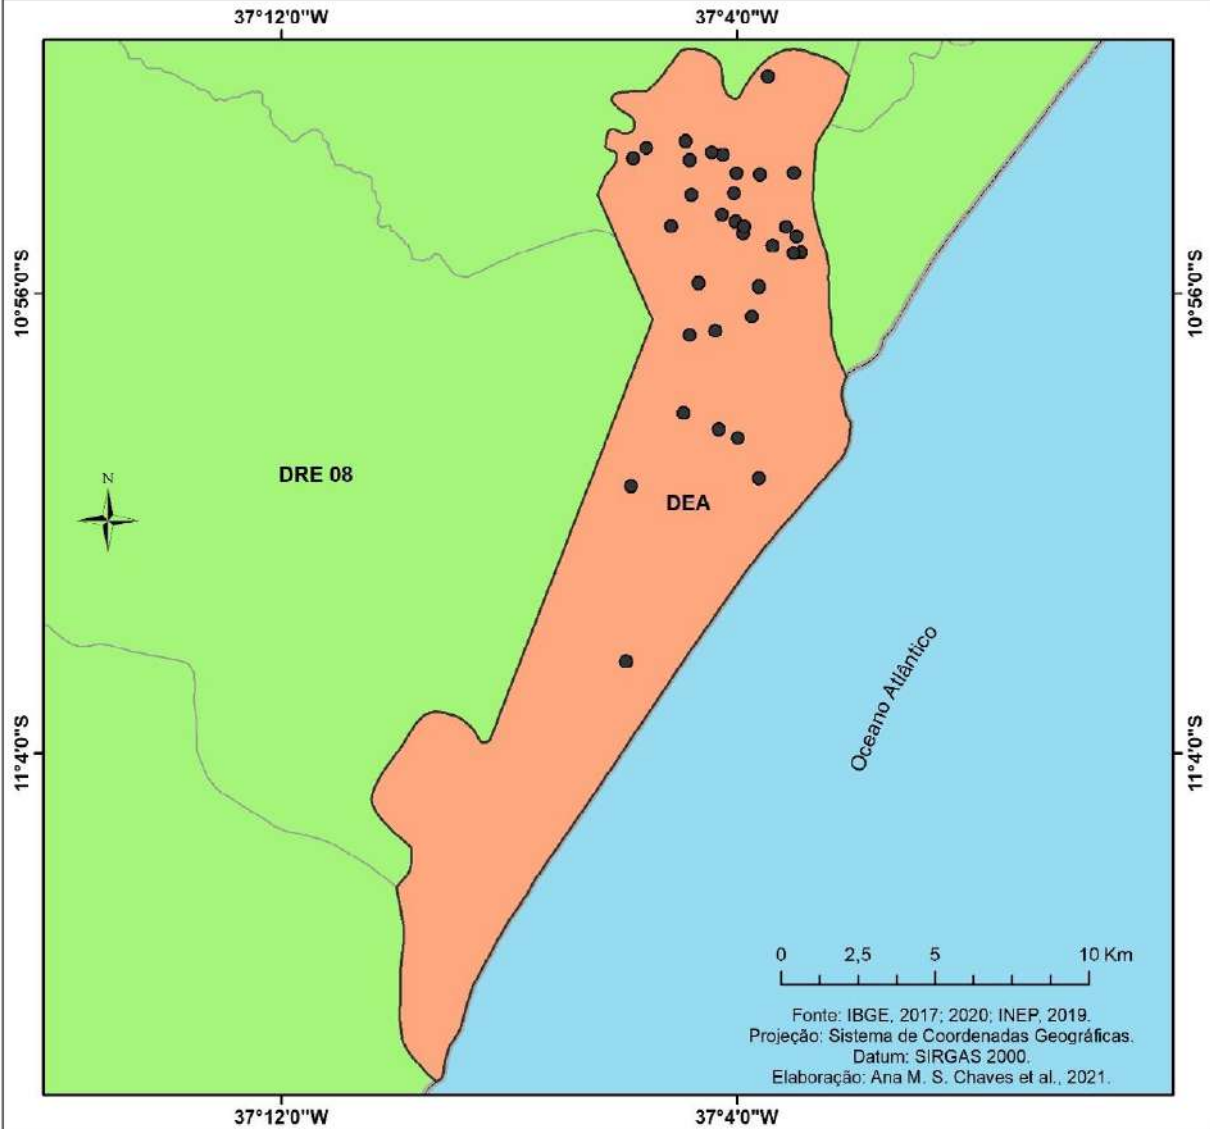 37°12'0"W
37°4'0"W
10°56'0"S
10°56'0"S
DRE 08
N
DEA
Oceano Atlântico
11°4'0"S
11°4'0"S
0 2,5 5 10 Km
Fonte: IBGE, 2017; 2020; INEP, 2019.
Projeção: Sistema de Coordenadas Geográficas.
Datum: SIRGAS 2000.
Elaboração: Ana M. S. Chaves et al., 2021.
37°12'0"W
37°4'0"W